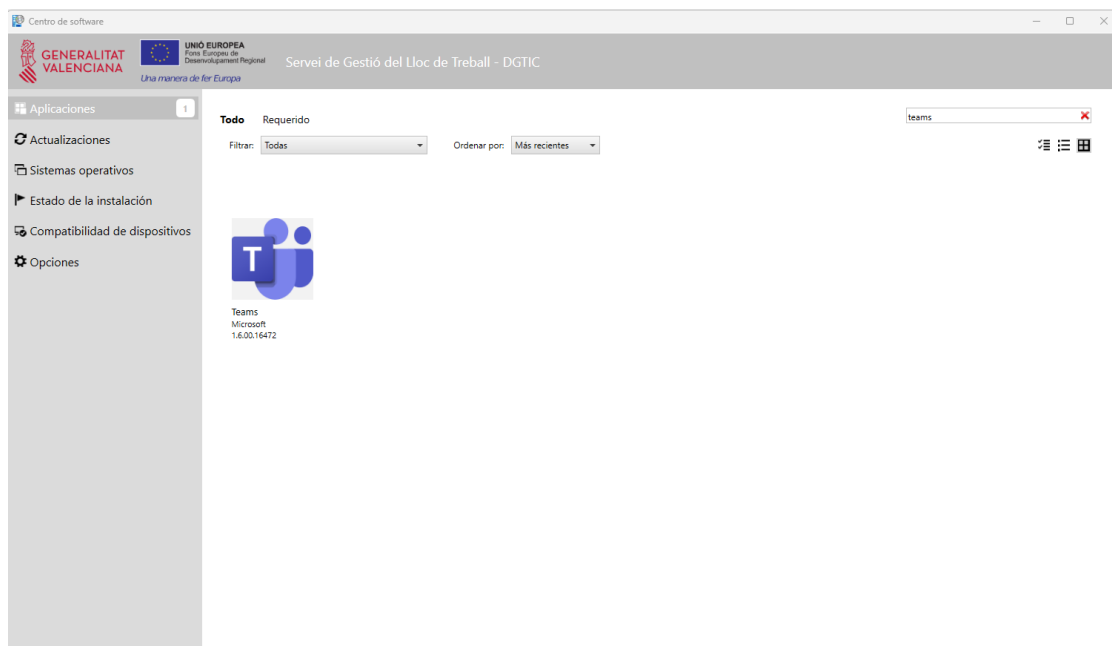 Centro de software
GENERALITAT
VALENCIANA
UNIÓ EUROPEA
Fons Europeu de
Desenvolupament Regional
Una manera de fer Europa
Servei de Gestió del Lloc de Treball - DGTIC
Aplicaciones 1
Actualizaciones
Sistemas operativos
Estado de la instalación
Compatibilidad de dispositivos
Opciones
Todo Requerido
teams
Filtrar: Todas Ordenar por: Más recientes
T
Teams
Microsoft
1.6.00.16472